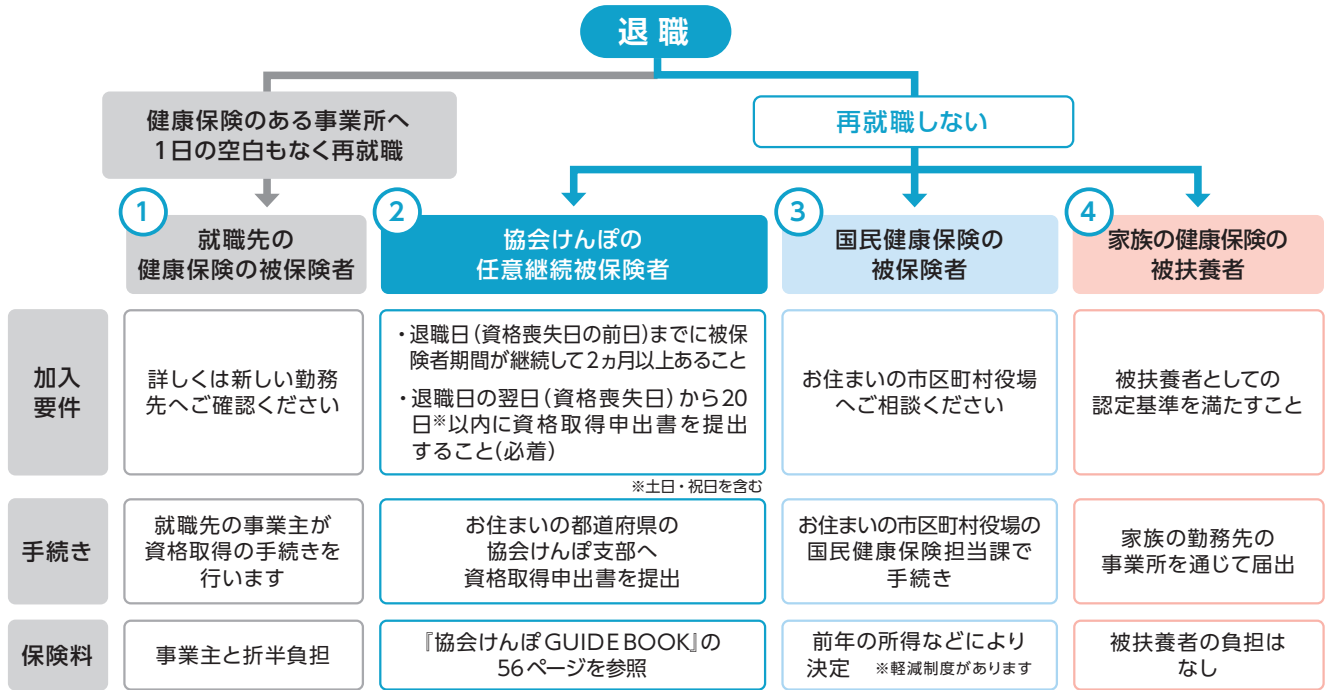 退職
健康保険のある事業所へ
1日の空白もなく再就職
再就職しない
1
就職先の
健康保険の被保険者
2
協会けんぽの
任意継続被保険者
3
国民健康保険の
被保険者
4
家族の健康保険の
被扶養者
加入
要件
詳しくは新しい勤務
先へご確認ください
・退職日（資格喪失日の前日）までに被保
険者期間が継続して2ヵ月以上あること
・退職日の翌日（資格喪失日）から20
日※以内に資格取得申出書を提出
すること（必着）
※土日・祝日を含む
お住まいの市区町村役場
へご相談ください
被扶養者としての
認定基準を満たすこと
手続き
就職先の事業主が
資格取得の手続きを
行います
お住まいの都道府県の
協会けんぽ支部へ
資格取得申出書を提出
お住まいの市区町村役場の
国民健康保険担当課で
手続き
家族の勤務先の
事業所を通じて届出
保険料
事業主と折半負担
『協会けんぽGUIDE BOOK』の
56ページを参照
前年の所得などにより
決定 ※軽減制度があります
被扶養者の負担は
なし